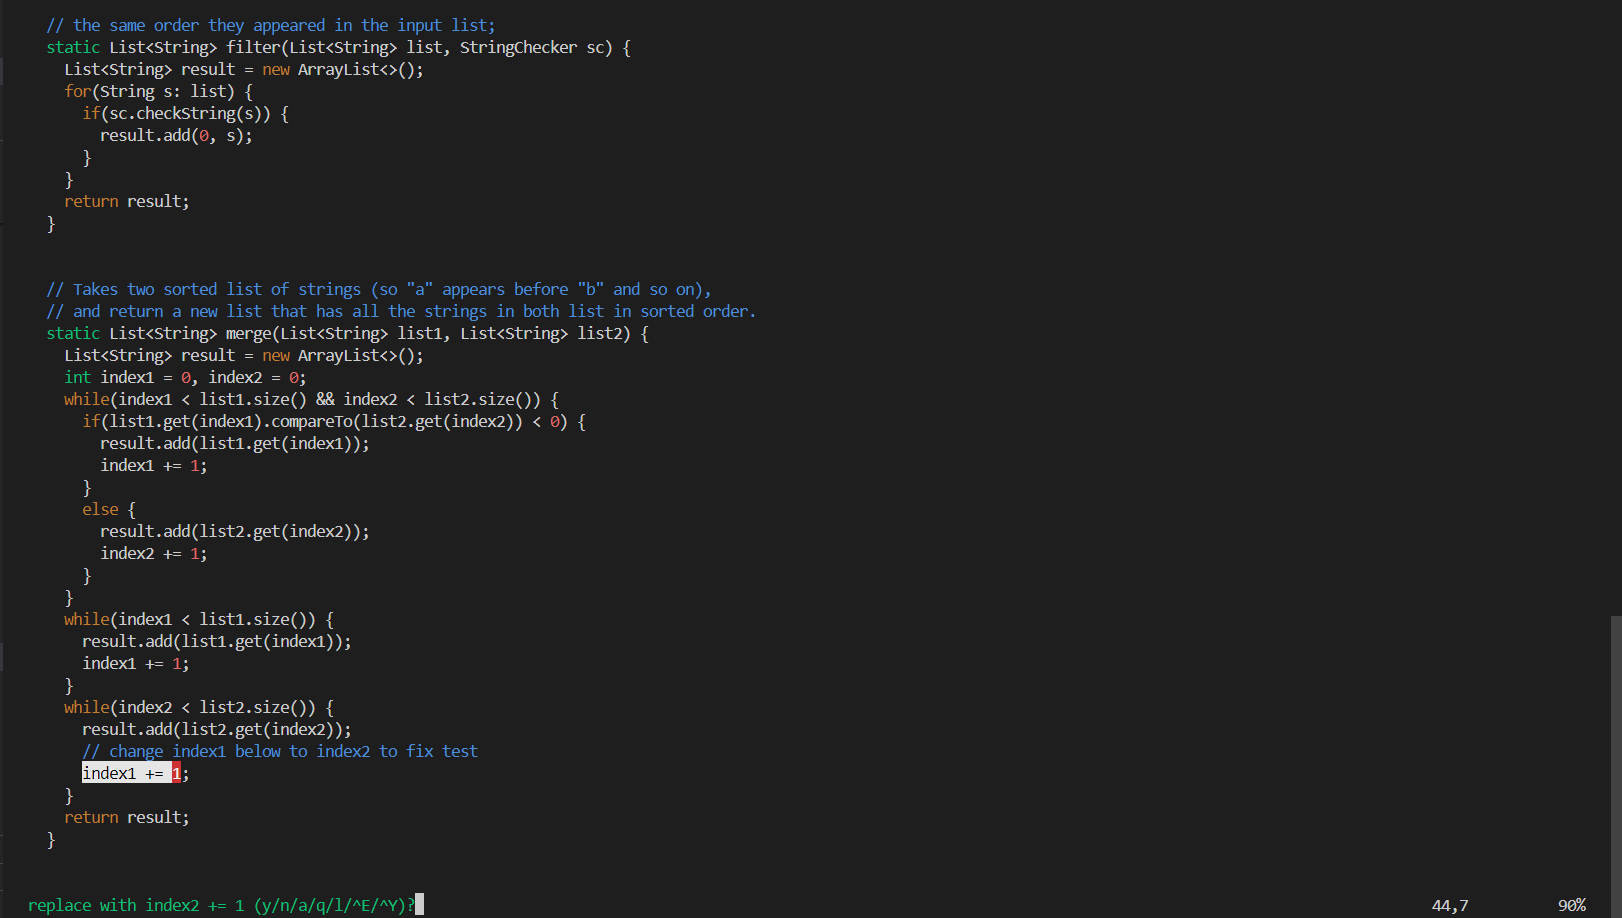 // the same order they appeared in the input list;
static List<String> filter(List<String> list, StringChecker sc) {
List<String> result = new ArrayList<>();
for(String s: list) {
if(sc.checkString(s)) {
result.add(0, s);
}
}
return result;
}
// Takes two sorted list of strings (so "a" appears before "b" and so on),
// and return a new list that has all the strings in both list in sorted order.
static List<String> merge(List<String> list1, List<String> list2) {
List<String> result = new ArrayList<>();
int index1 = 0, index2 = 0;
while(index1 < list1.size() && index2 < list2.size()) {
if(list1.get(index1).compareTo(list2.get(index2)) < 0) {
result.add(list1.get(index1));
index1 += 1;
}
else {
result.add(list2.get(index2));
index2 += 1;
}
}
while(index1 < list1.size()) {
result.add(list1.get(index1));
index1 += 1;
}
while(index2 < list2.size()) {
result.add(list2.get(index2));
// change index1 below to index2 to fix test
index1 += 1;
}
return result;
}
replace with index2 += 1 (y/n/a/q/l/^E/^Y)? 44,7 90%